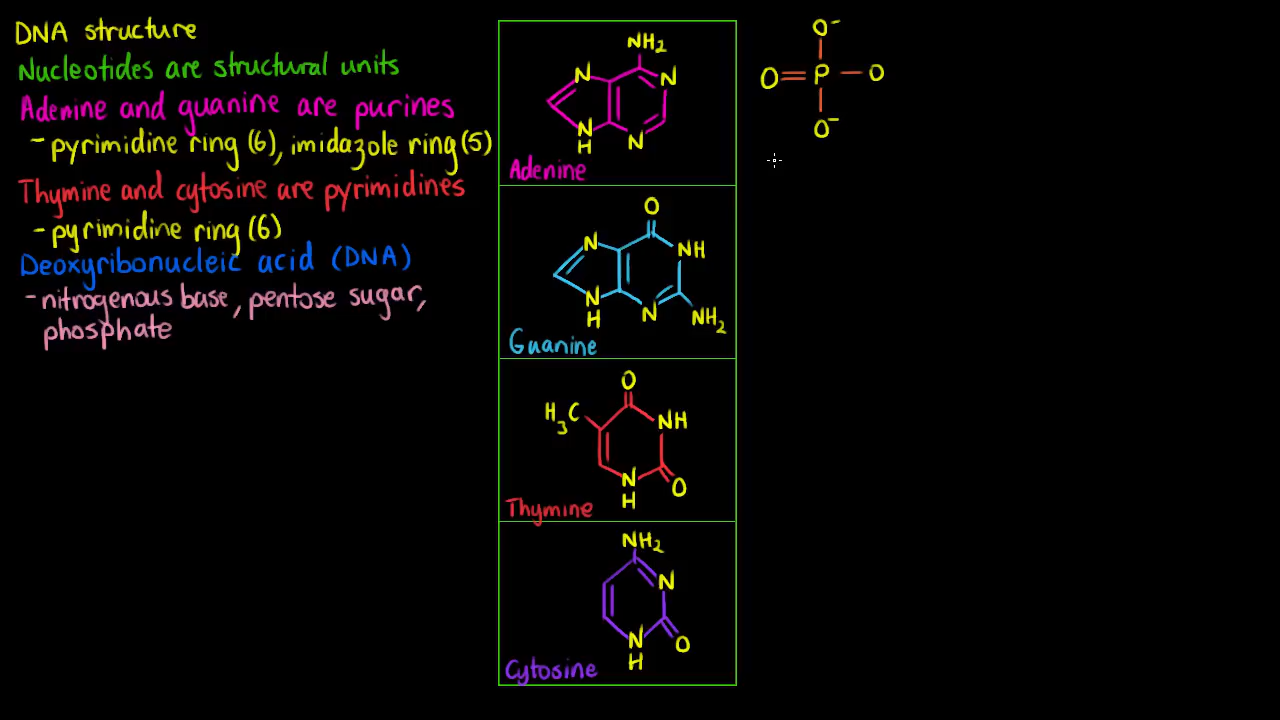 DNA structure
Nucleotides are structural units
Adenine and guanine are purines
- pyrimidine ring (6), imidazole ring (5)
Thymine and cytosine are pyrimidines
- pyrimidine ring (6)
Deoxyribonucleic acid (DNA)
- nitrogenous base, pentose sugar,
phosphate
NH2
N
N
N
H
N
Adenine
O
N
NH
N
H
N
NH2
Guanine
O
H3C
NH
N
H
O
Thymine
NH2
N
N
H
O
Cytosine
O-
O=P-O
O-